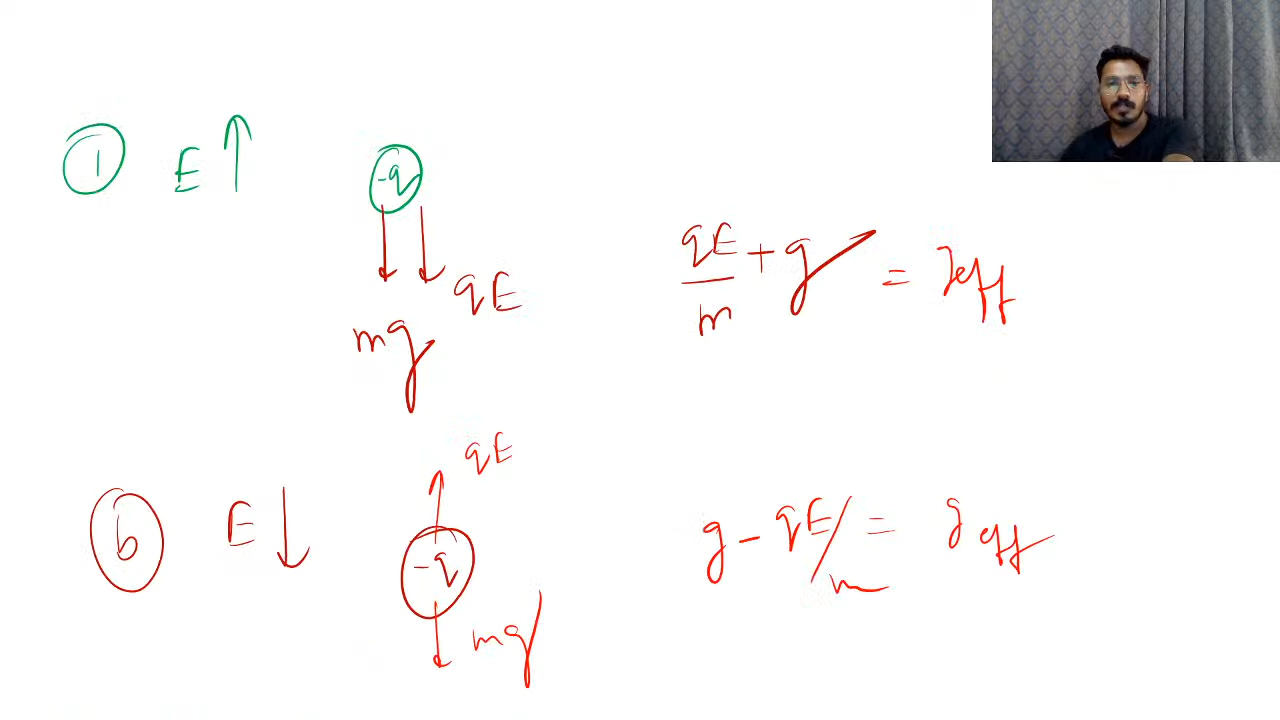 ① E ↑
-q
mg qE
qE/m + g = geff
ⓑ E ↓
qE
-q
mg
g - qE/m = geff